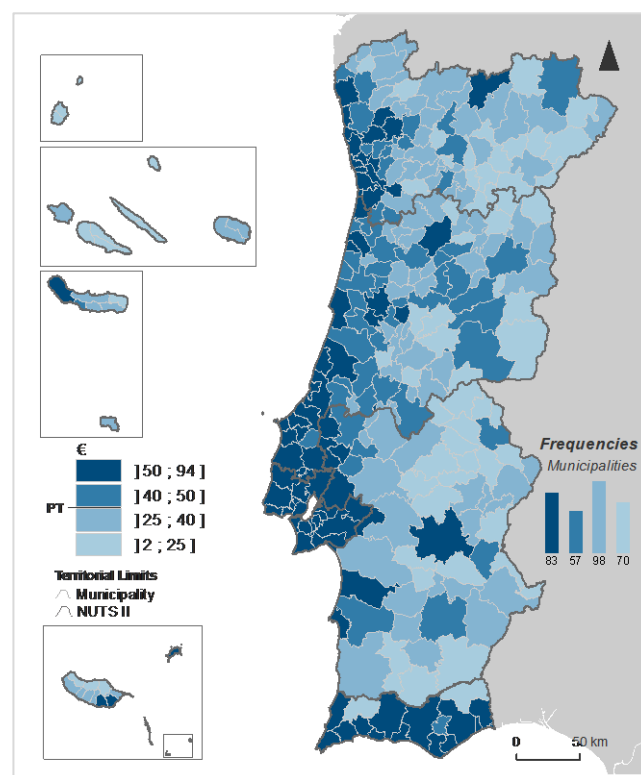 €
]50 ; 94 ]
]40 ; 50 ]
PT
]25 ; 40 ]
]2 ; 25 ]
Territorial Limits
Municipality
NUTS II
Frequencies
Municipalities
83 57 98 70
0 50 km